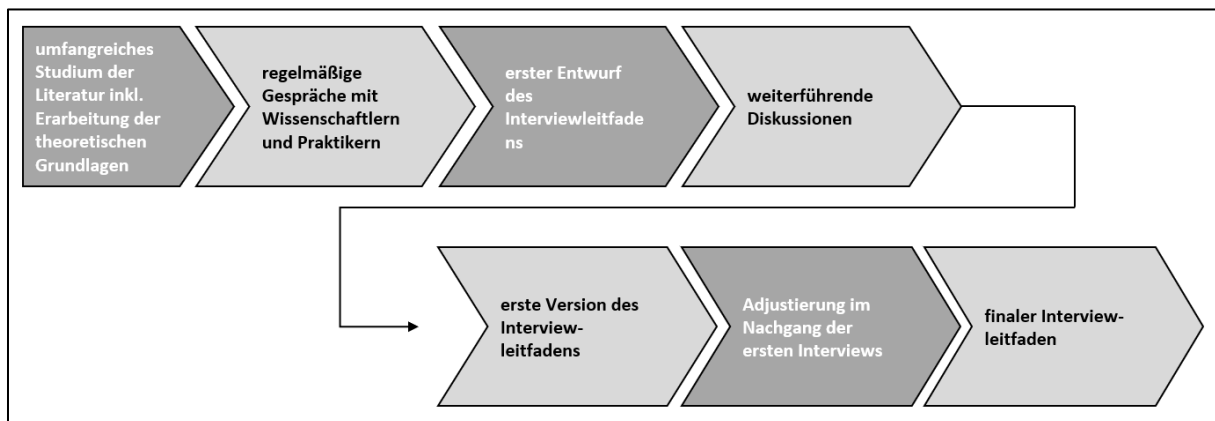 umfangreiches
Studium der
Literatur inkl.
Erarbeitung der
theoretischen
Grundlagen
regelmäßige
Gespräche mit
Wissenschaftlern
und Praktikern
erster Entwurf
des
Interviewleitfade
ns
weiterführende
Diskussionen
erste Version des
Interview-
leitfadens
Adjustierung im
Nachgang der
ersten Interviews
finaler Interview-
leitfaden